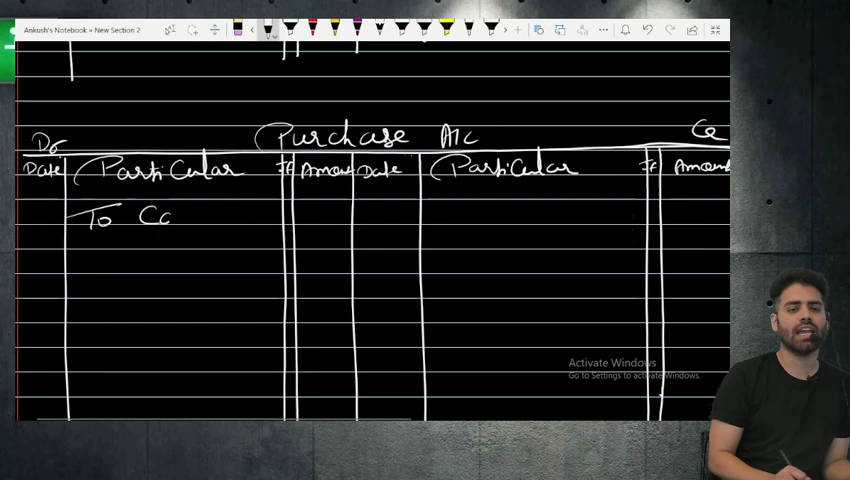 Ankush's Notebook » New Section 2
Dr Purchase A/c Cr
Date Particular JF Amount Date Particular JF Amount
To Ca
Activate Windows
Go to Settings to activate Windows.